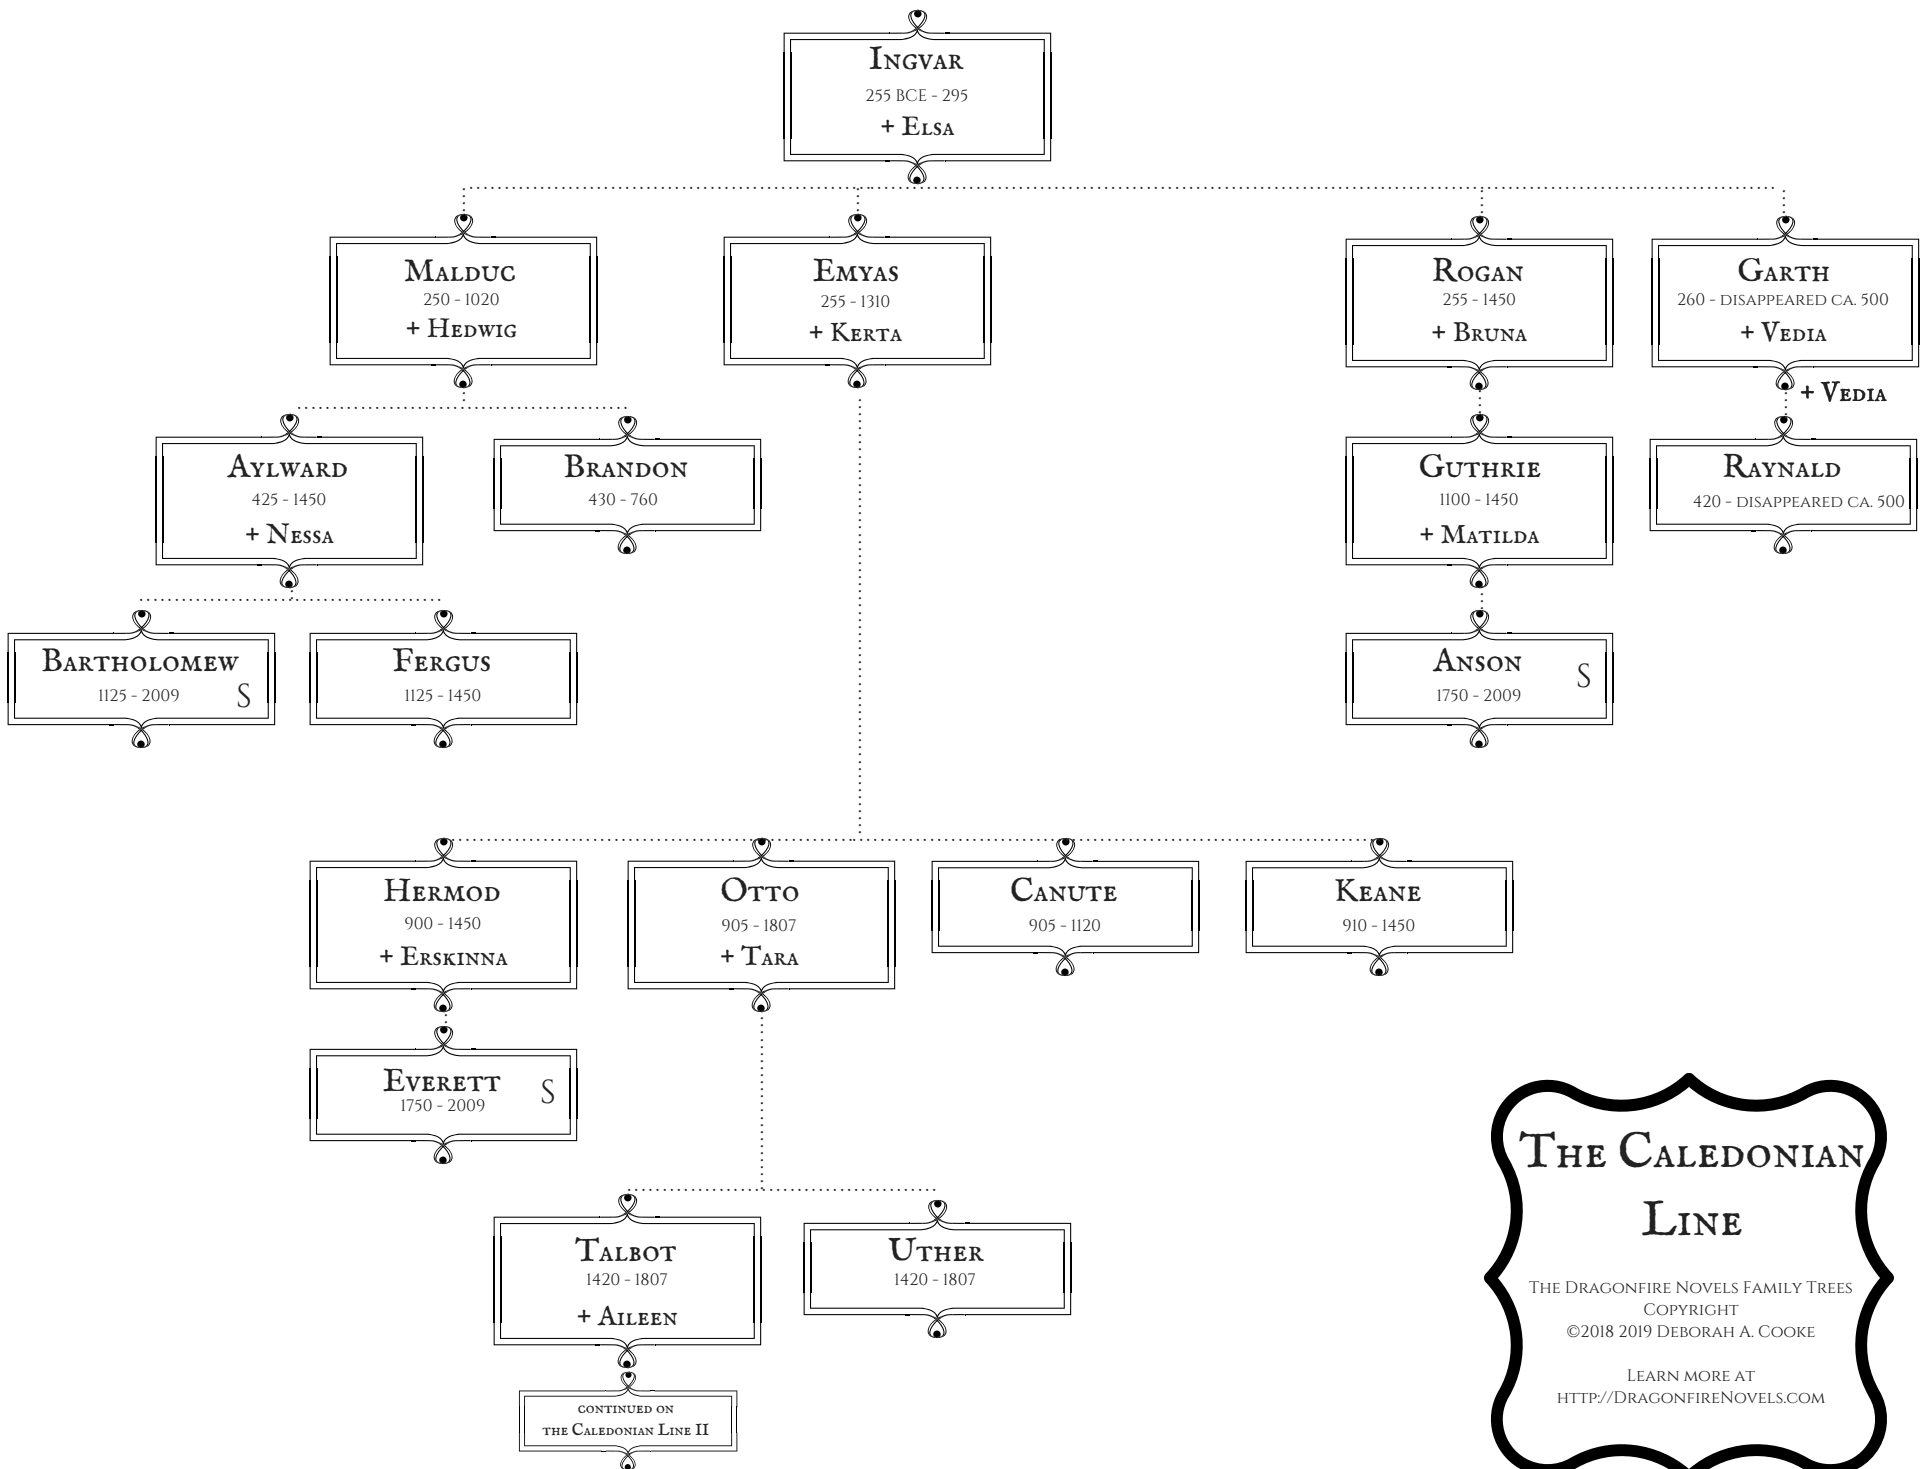 Ingvar
255 BCE - 295
+ Elsa
Malduc
250 - 1020
+ Hedwig
Emyas
255 - 1310
+ Kerta
Rogan
255 - 1450
+ Bruna
Garth
260 - disappeared ca. 500
+ Vedia
+ Vedia
Aylward
425 - 1450
+ Nessa
Brandon
430 - 760
Guthrie
1100 - 1450
+ Matilda
Raynald
420 - disappeared ca. 500
Bartholomew
1125 - 2009
S
Fergus
1125 - 1450
Anson
1750 - 2009
S
Hermod
900 - 1450
+ Erskinna
Otto
905 - 1807
+ Tara
Canute
905 - 1120
Keane
910 - 1450
Everett
1750 - 2009
S
Talbot
1420 - 1807
+ Aileen
Uther
1420 - 1807
continued on
the Caledonian Line II
The Caledonian
Line
The Dragonfire Novels Family Trees
Copyright
©2018 2019 Deborah A. Cooke
Learn more at
http://DragonfireNovels.com